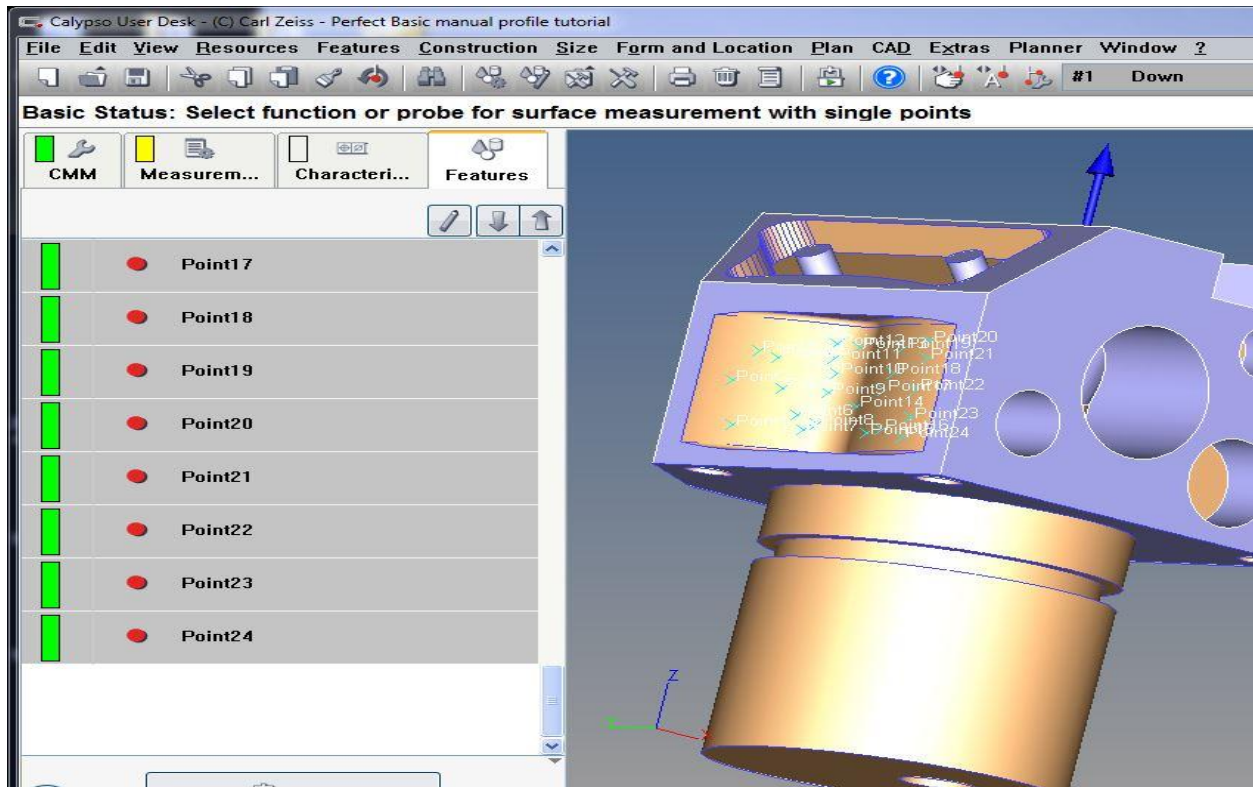 Calypso User Desk - (C) Carl Zeiss - Perfect Basic manual profile tutorial
File Edit View Resources Features Construction Size Form and Location Plan CAD Extras Planner Window ?
#1 Down
Basic Status: Select function or probe for surface measurement with single points
CMM Measurem... Characteri... Features
Point17
Point18
Point19
Point20
Point21
Point22
Point23
Point24
Point20
Point11 Point21
Point18
Point9 Point22
Point14
Point23
Point24
Z
X